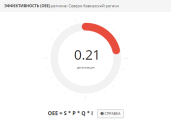 ЭФФЕКТИВНОСТЬ (OEE) региона: Северо-Кавказский регион
0.21
OEE = S * P * Q * I
СПРАВКА